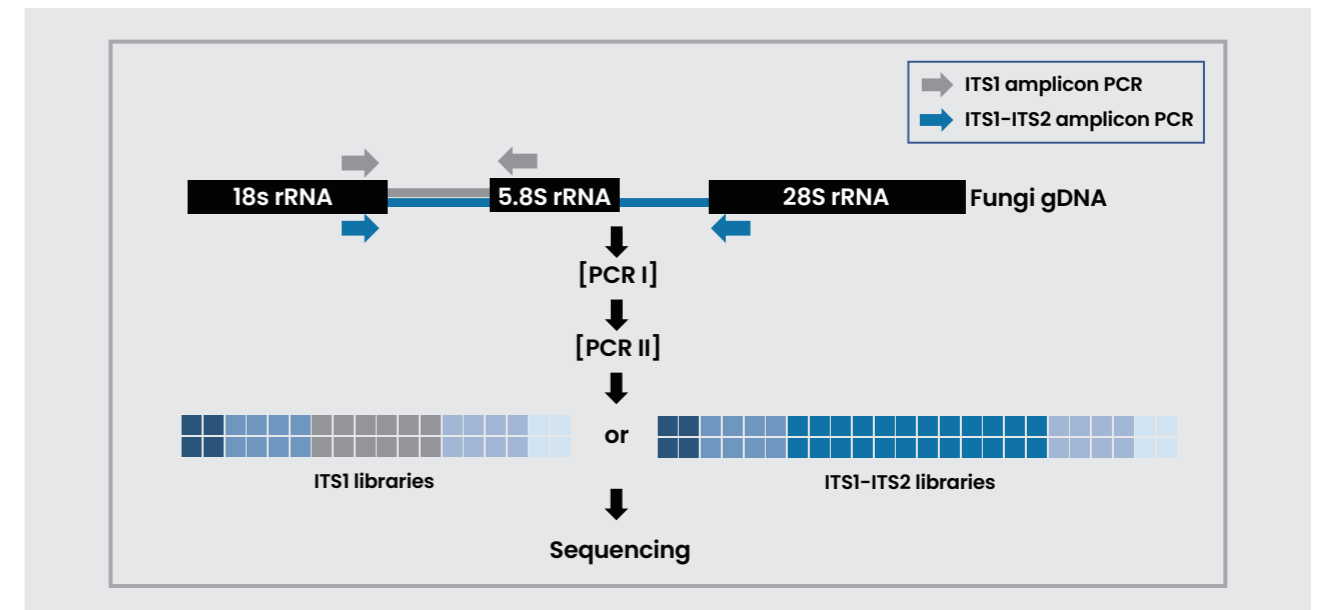 ITS1 amplicon PCR
ITS1-ITS2 amplicon PCR
18s rRNA
5.8S rRNA
28S rRNA
Fungi gDNA
[PCR I]
[PCR II]
or
ITS1 libraries
ITS1-ITS2 libraries
Sequencing